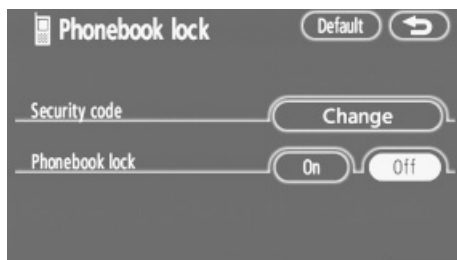 Phonebook lock Default
Security code Change
Phonebook lock On Off